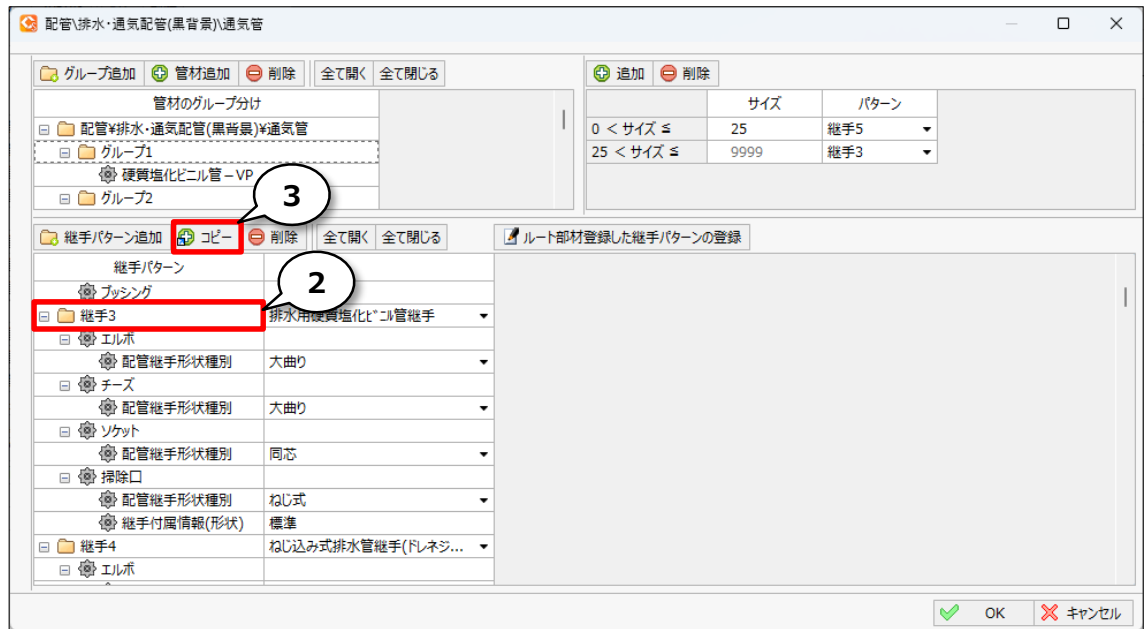 配管\排水・通気配管(黒背景)\通気管
グループ追加 管材追加 削除 全て開く 全て閉じる
追加 削除
管材のグループ分け
配管¥排水・通気配管(黒背景)¥通気管
グループ1
硬質塩化ビニル管－VP
グループ2
サイズ パターン
0 < サイズ ≦ 25 継手5
25 < サイズ ≦ 9999 継手3
3
継手パターン追加 コピー 削除 全て開く 全て閉じる
ルート部材登録した継手パターンの登録
継手パターン
2
ブッシング
継手3 排水用硬質塩化ﾋﾞﾆﾙ管継手
エルボ
配管継手形状種別 大曲り
チーズ
配管継手形状種別 大曲り
ソケット
配管継手形状種別 同芯
掃除口
配管継手形状種別 ねじ式
継手付属情報(形状) 標準
継手4 ねじ込み式排水管継手(ドレネジ...
エルボ
OK キャンセル